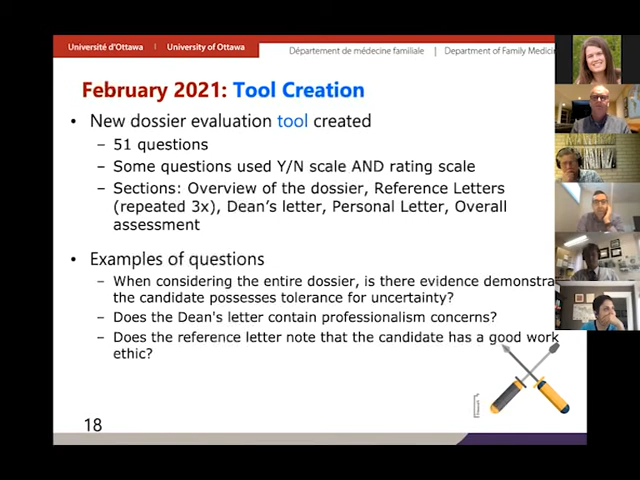 Université d'Ottawa | University of Ottawa
Département de médecine familiale | Department of Family Medicin
February 2021: Tool Creation
• New dossier evaluation tool created
– 51 questions
– Some questions used Y/N scale AND rating scale
– Sections: Overview of the dossier, Reference Letters
(repeated 3x), Dean's letter, Personal Letter, Overall
assessment
• Examples of questions
– When considering the entire dossier, is there evidence demonstra
the candidate possesses tolerance for uncertainty?
– Does the Dean's letter contain professionalism concerns?
– Does the reference letter note that the candidate has a good work
ethic?
18